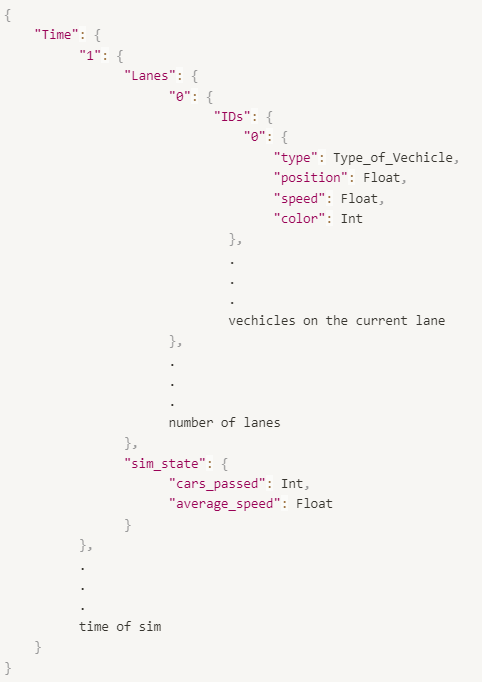 {
"Time": {
"1": {
"Lanes": {
"0": {
"IDs": {
"0": {
"type": Type_of_Vechicle,
"position": Float,
"speed": Float,
"color": Int
},
.
.
.
vechicles on the current lane
},
.
.
.
number of lanes
},
"sim_state": {
"cars_passed": Int,
"average_speed": Float
}
},
.
.
.
time of sim
}
}